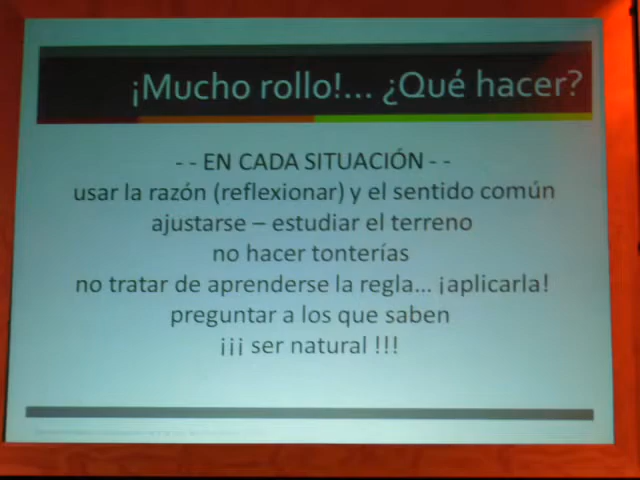 ¡Mucho rollo!... ¿Qué hacer?
- - EN CADA SITUACIÓN - -
usar la razón (reflexionar) y el sentido común
ajustarse – estudiar el terreno
no hacer tonterías
no tratar de aprenderse la regla... ¡aplicarla!
preguntar a los que saben
¡¡¡ ser natural !!!